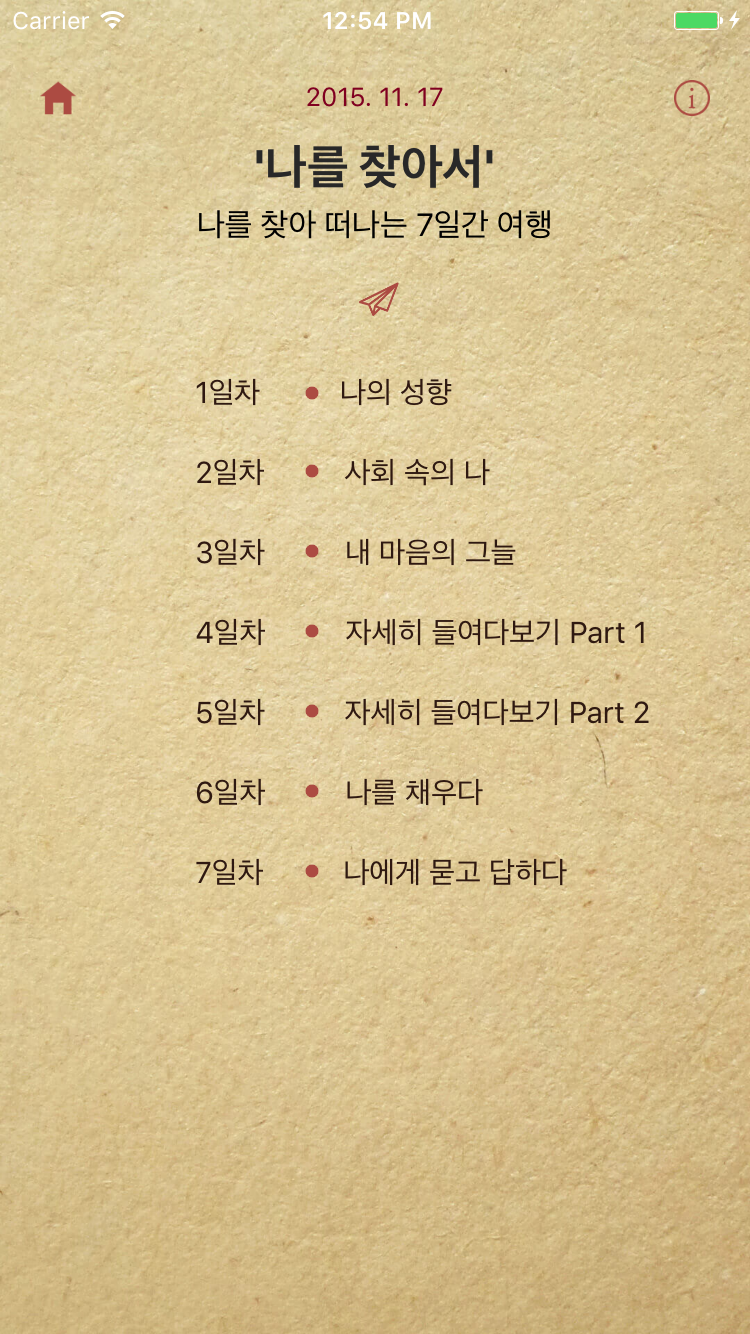 Carrier 12:54 PM
2015. 11. 17
'나를 찾아서'
나를 찾아 떠나는 7일간 여행
1일차 나의 성향
2일차 사회 속의 나
3일차 내 마음의 그늘
4일차 자세히 들여다보기 Part 1
5일차 자세히 들여다보기 Part 2
6일차 나를 채우다
7일차 나에게 묻고 답하다